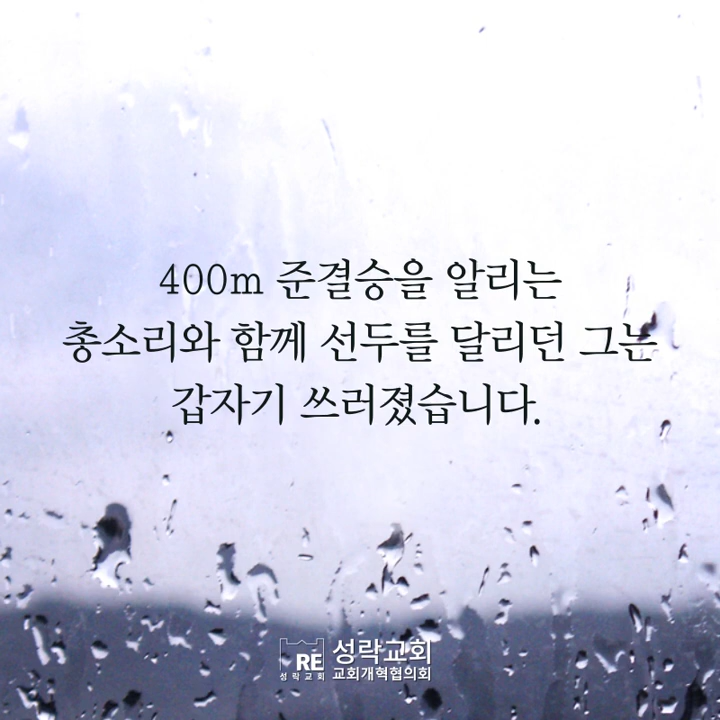 400m 준결승을 알리는
총소리와 함께 선두를 달리던 그는
갑자기 쓰러졌습니다.
RE
성락교회
성락교회
교회개혁협의회